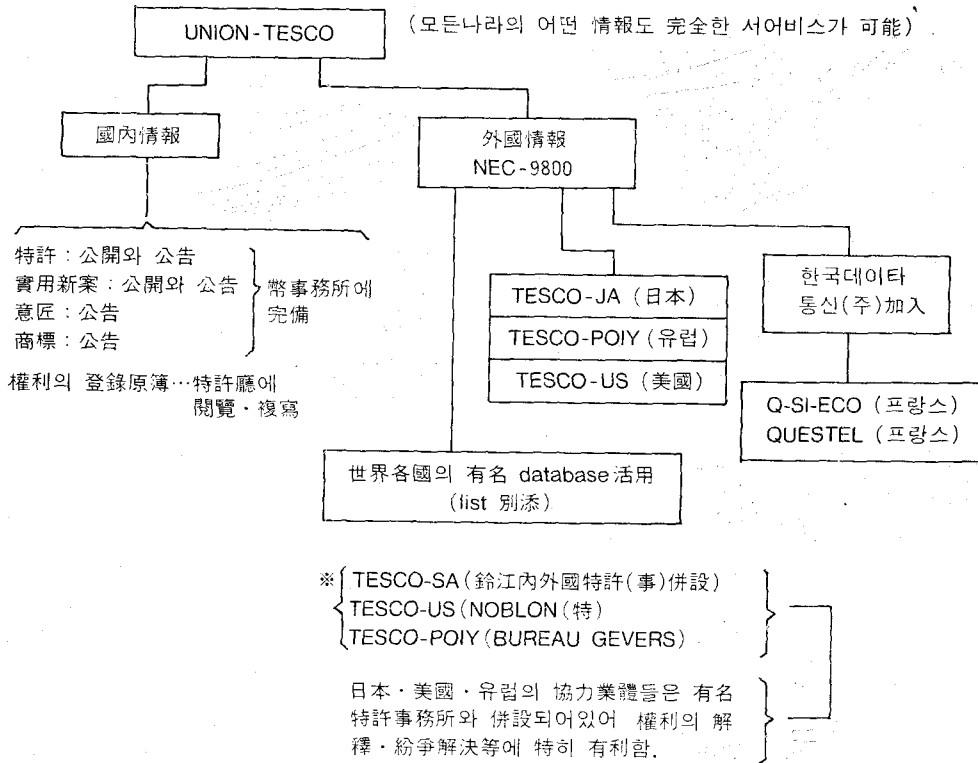 UNION-TESCO
(모든나라의 어떤 情報도 完全한 서어비스가 可能)
國內情報
外國情報
NEC-9800
特許:公開와 公告
實用新案:公開와 公告
意匠:公告
商標:公告
幣事務所에
完備
權利의 登錄原簿…特許廳에
閱覽·複寫
TESCO-JA (日本)
TESCO-POIY (유럽)
TESCO-US (美國)
한국데이타
통신(주)加入
Q-SI-ECO (프랑스)
QUESTEL (프랑스)
世界各國의 有名 database活用
(list 別添)
※ TESCO-SA(鈴江內外國特許(事)併設)
TESCO-US(NOBLON(特)
TESCO-POIY(BUREAU GEVERS)
日本·美國·유럽의 協力業體들은 有名
特許事務所와 併設되어있어 權利의 解
釋·紛爭解決等에 特히 有利함.